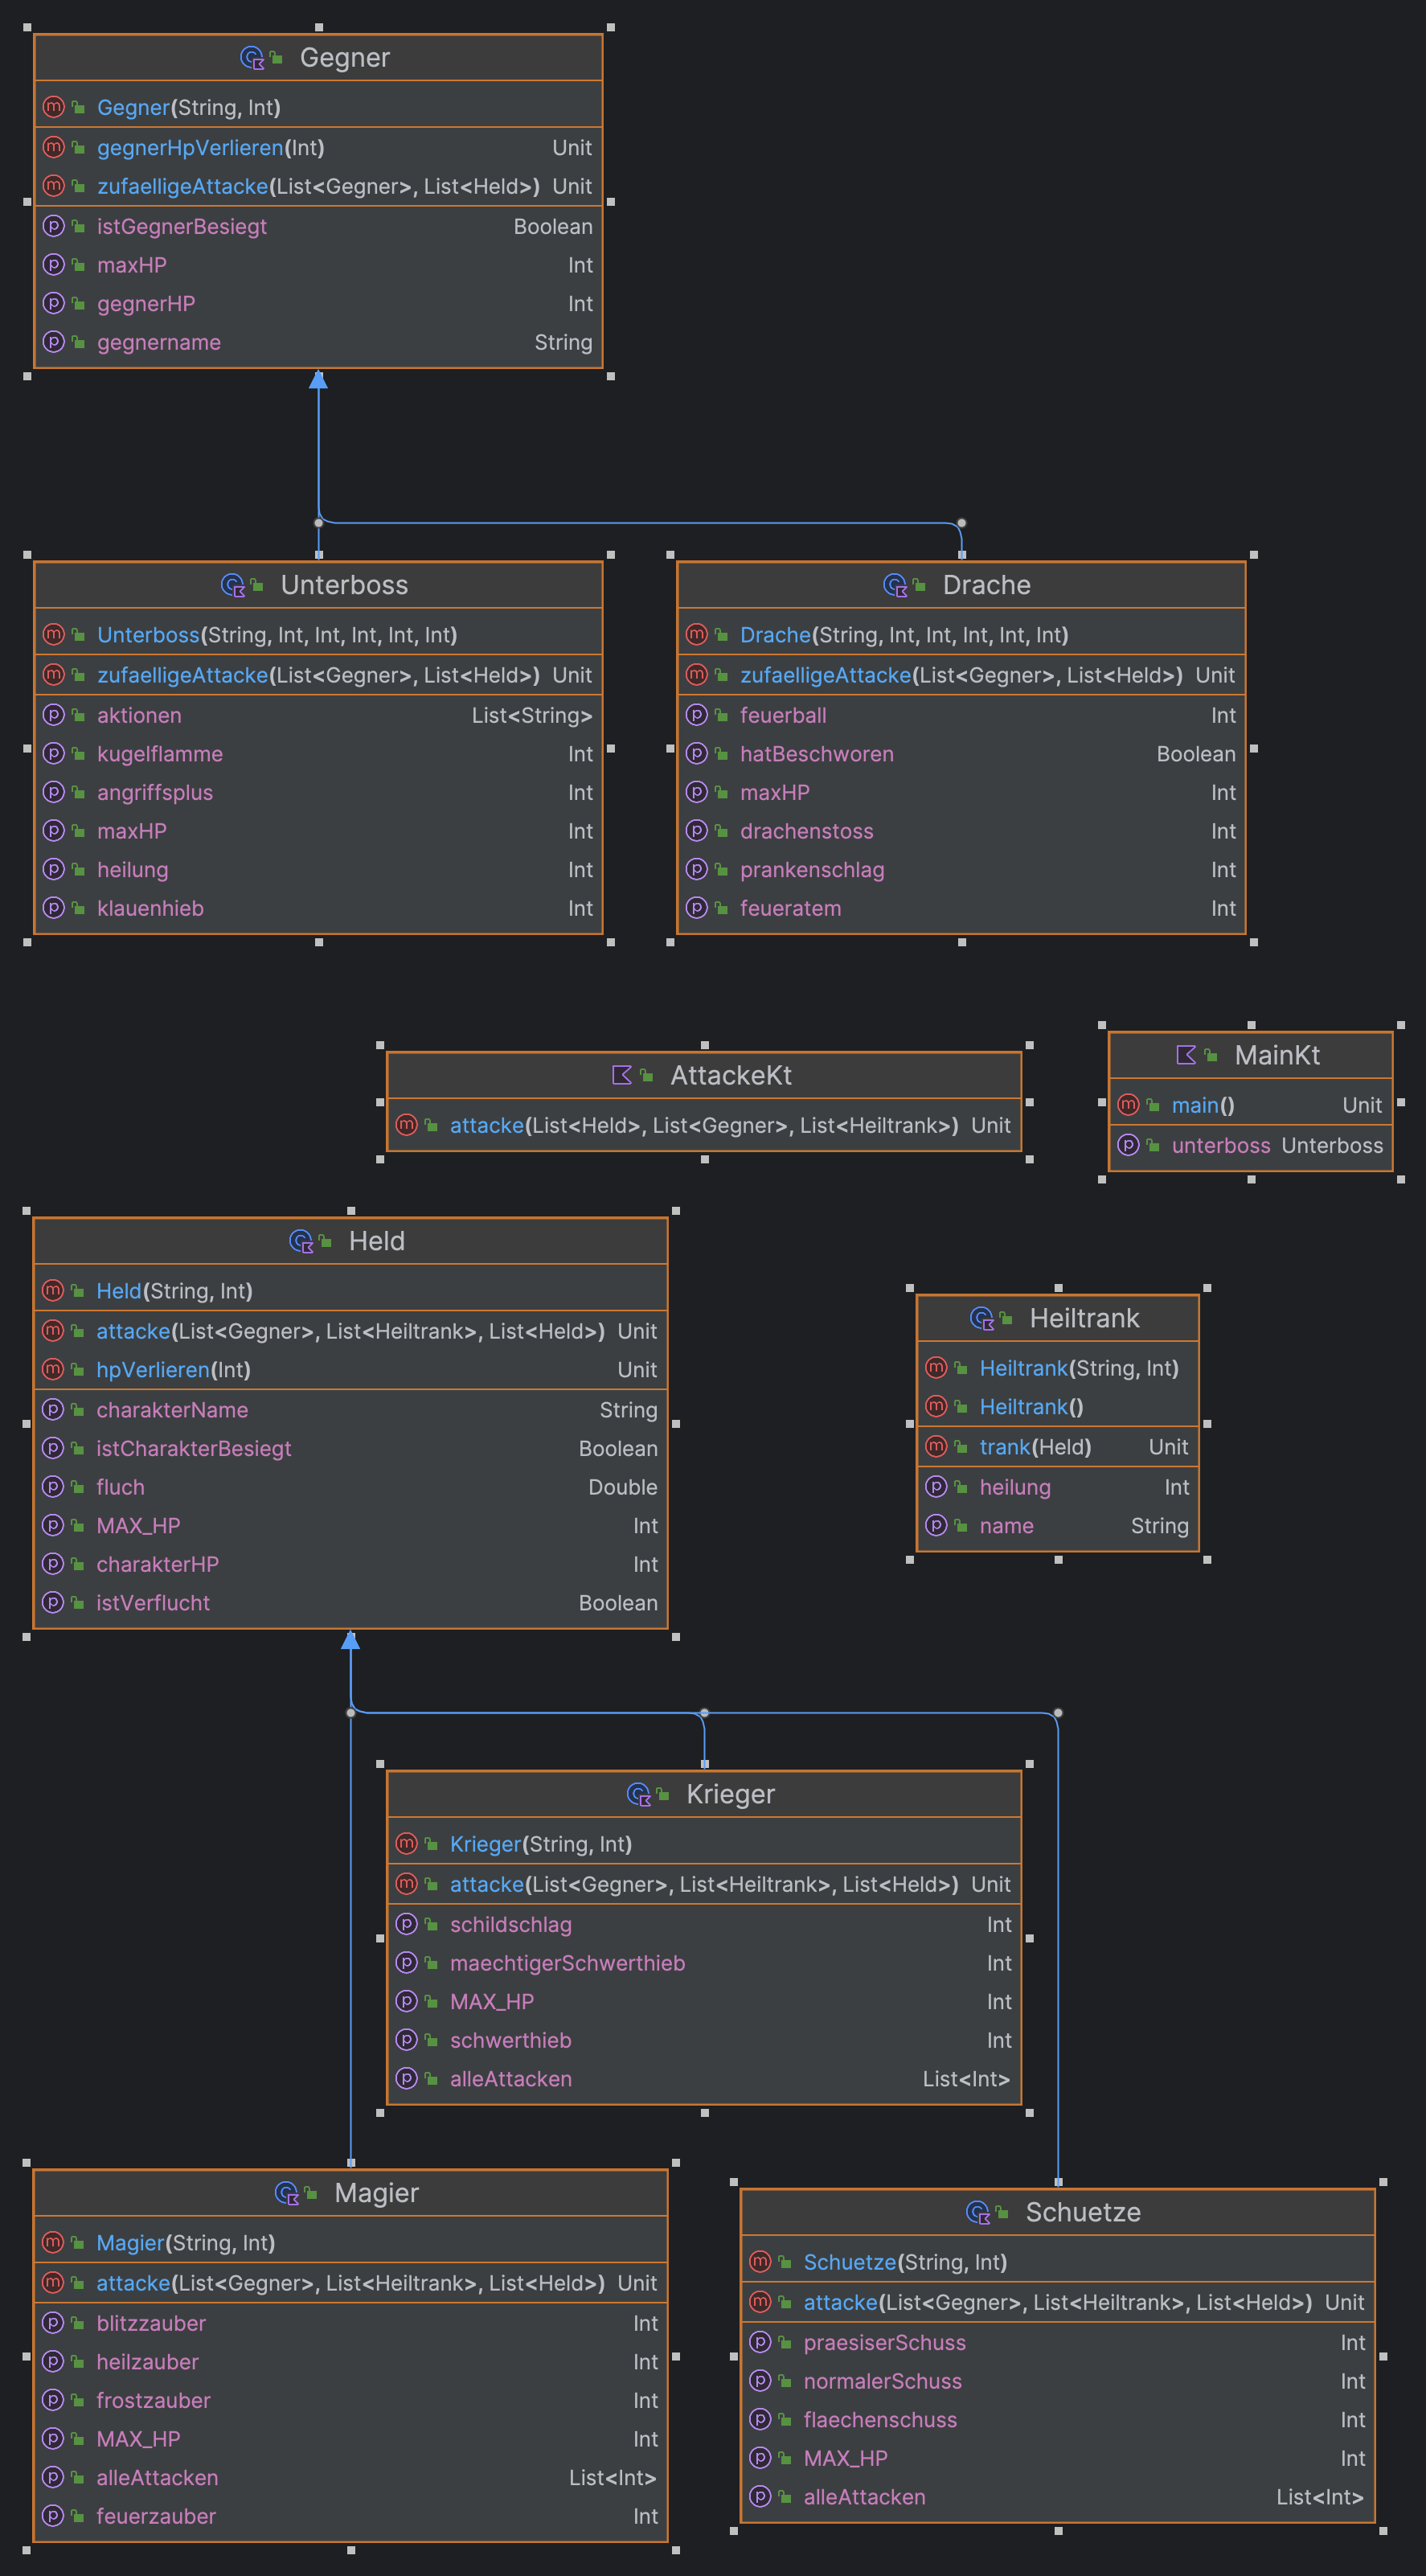 Gegner
Gegner(String, Int)
gegnerHpVerlieren(Int) Unit
zufaelligeAttacke(List<Gegner>, List<Held>) Unit
istGegnerBesiegt Boolean
maxHP Int
gegnerHP Int
gegnername String
Unterboss
Unterboss(String, Int, Int, Int, Int, Int)
zufaelligeAttacke(List<Gegner>, List<Held>) Unit
aktionen List<String>
kugelflamme Int
angriffsplus Int
maxHP Int
heilung Int
klauenhieb Int
Drache
Drache(String, Int, Int, Int, Int, Int)
zufaelligeAttacke(List<Gegner>, List<Held>) Unit
feuerball Int
hatBeschworen Boolean
maxHP Int
drachenstoss Int
prankenschlag Int
feueratem Int
AttackeKt
attacke(List<Held>, List<Gegner>, List<Heiltrank>) Unit
MainKt
main() Unit
unterboss Unterboss
Held
Held(String, Int)
attacke(List<Gegner>, List<Heiltrank>, List<Held>) Unit
hpVerlieren(Int) Unit
charakterName String
istCharakterBesiegt Boolean
fluch Double
MAX_HP Int
charakterHP Int
istVerflucht Boolean
Heiltrank
Heiltrank(String, Int)
Heiltrank()
trank(Held) Unit
heilung Int
name String
Krieger
Krieger(String, Int)
attacke(List<Gegner>, List<Heiltrank>, List<Held>) Unit
schildschlag Int
maechtigerSchwerthieb Int
MAX_HP Int
schwerthieb Int
alleAttacken List<Int>
Magier
Magier(String, Int)
attacke(List<Gegner>, List<Heiltrank>, List<Held>) Unit
blitzzauber Int
heilzauber Int
frostzauber Int
MAX_HP Int
alleAttacken List<Int>
feuerzauber Int
Schuetze
Schuetze(String, Int)
attacke(List<Gegner>, List<Heiltrank>, List<Held>) Unit
praesiserSchuss Int
normalerSchuss Int
flaechenschuss Int
MAX_HP Int
alleAttacken List<Int>